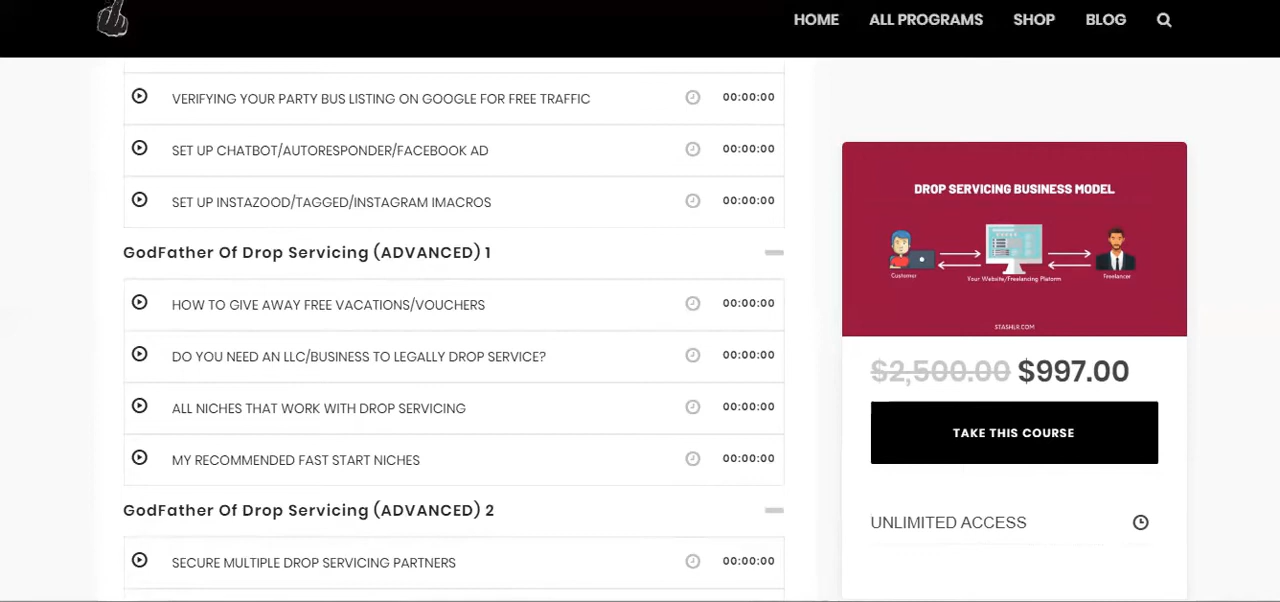 HOME ALL PROGRAMS SHOP BLOG
VERIFYING YOUR PARTY BUS LISTING ON GOOGLE FOR FREE TRAFFIC 00:00:00
SET UP CHATBOT/AUTORESPONDER/FACEBOOK AD 00:00:00
SET UP INSTAZOOD/TAGGED/INSTAGRAM IMACROS 00:00:00
GodFather Of Drop Servicing (ADVANCED) 1
HOW TO GIVE AWAY FREE VACATIONS/VOUCHERS 00:00:00
DO YOU NEED AN LLC/BUSINESS TO LEGALLY DROP SERVICE? 00:00:00
ALL NICHES THAT WORK WITH DROP SERVICING 00:00:00
MY RECOMMENDED FAST START NICHES 00:00:00
GodFather Of Drop Servicing (ADVANCED) 2
SECURE MULTIPLE DROP SERVICING PARTNERS 00:00:00
DROP SERVICING BUSINESS MODEL
Customer Your Website/Freelancing Platform Freelancer
STASHLR.COM
$2,500.00 $997.00
TAKE THIS COURSE
UNLIMITED ACCESS